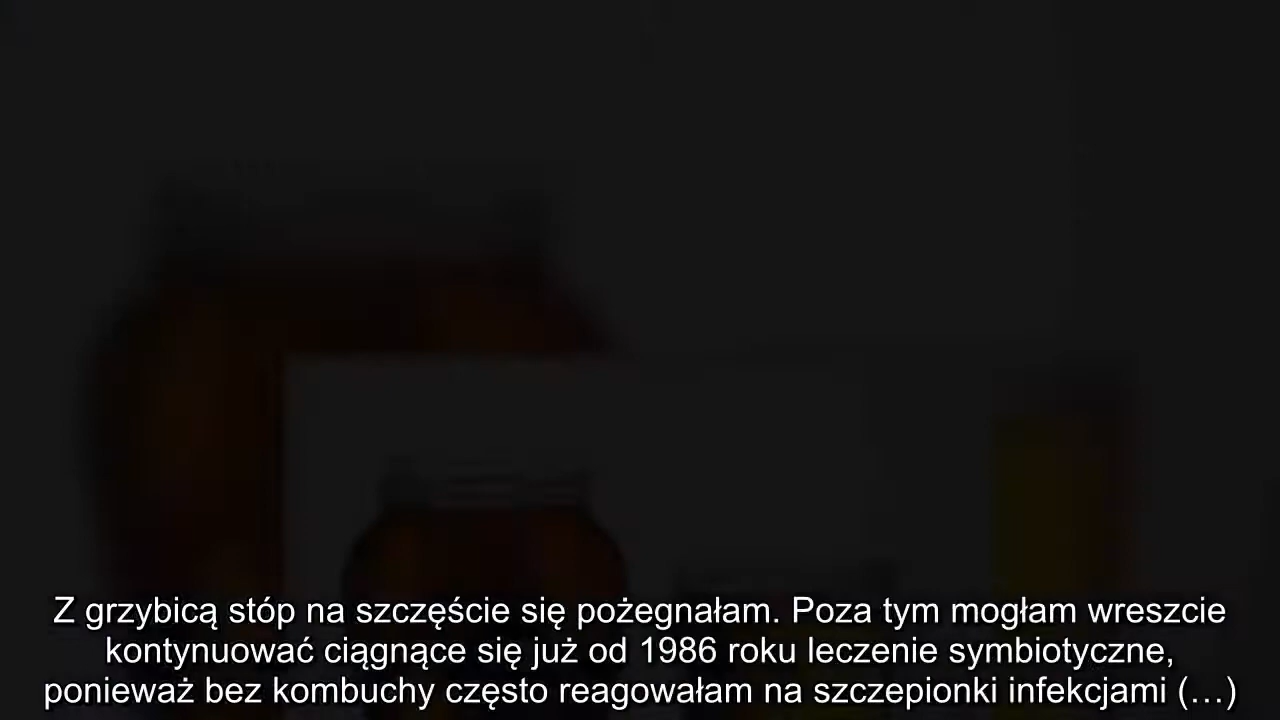 Z grzybicą stóp na szczęście się pożegnałam. Poza tym mogłam wreszcie
kontynuować ciągnące się już od 1986 roku leczenie symbiotyczne,
ponieważ bez kombuchy często reagowałam na szczepionki infekcjami (…)